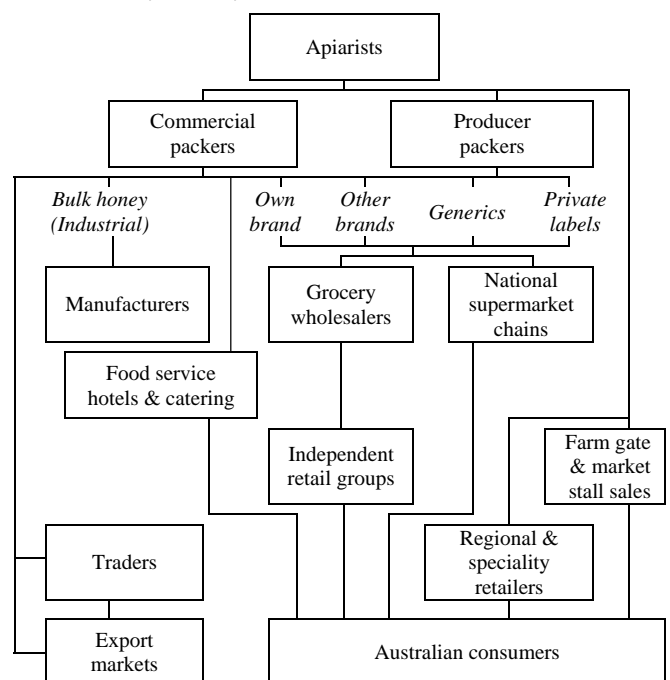 Apiarists
Commercial
packers
Producer
packers
Bulk honey
(Industrial)
Own
brand
Other
brands
Generics
Private
labels
Manufacturers
Grocery
wholesalers
National
supermarket
chains
Food service
hotels & catering
Independent
retail groups
Farm gate
& market
stall sales
Traders
Regional &
speciality
retailers
Export
markets
Australian consumers